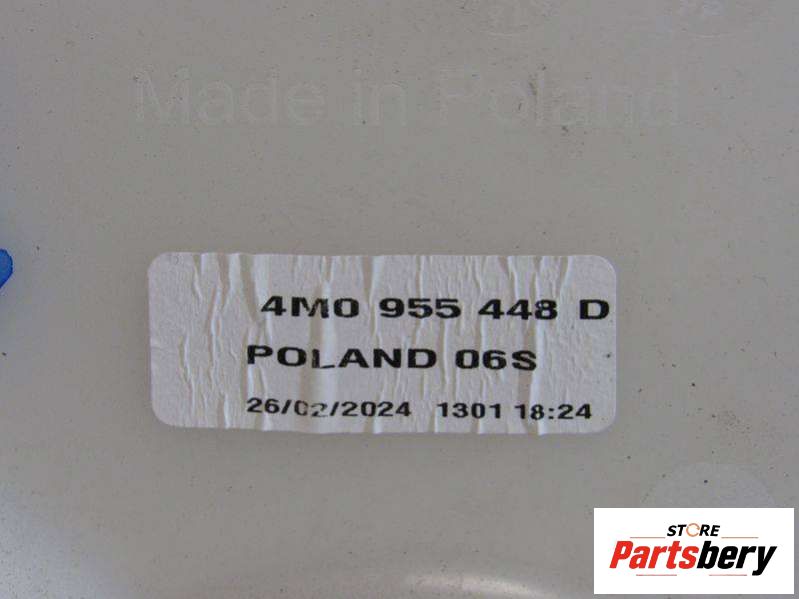 Made in Poland
4M0 955 448 D
POLAND 06S
26/02/2024 1301 18:24
STORE
Partsbery